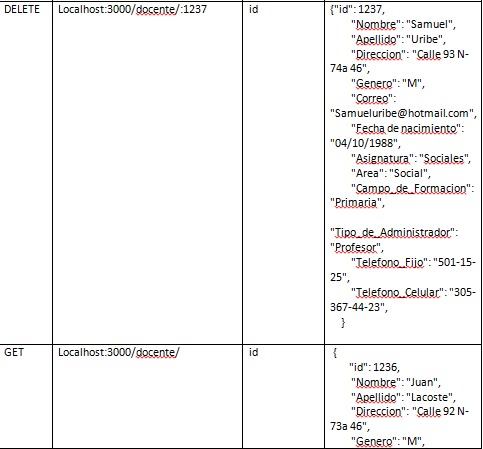 DELETE
Localhost:3000/docente/:1237
id
{"id": 1237,
"Nombre": "Samuel",
"Apellido": "Uribe",
"Direccion": "Calle 93 N-
74a 46",
"Genero": "M",
"Correo":
"Samueluribe@hotmail.com",
"Fecha de nacimiento":
"04/10/1988",
"Asignatura": "Sociales",
"Area": "Social",
"Campo_de_Formacion":
"Primaria",
"Tipo_de_Administrador":
"Profesor",
"Telefono_Fijo": "501-15-
25",
"Telefono_Celular": "305-
367-44-23",
}
GET
Localhost:3000/docente/
id
{
"id": 1236,
"Nombre": "Juan",
"Apellido": "Lacoste",
"Direccion": "Calle 92 N-
73a 46",
"Genero": "M",